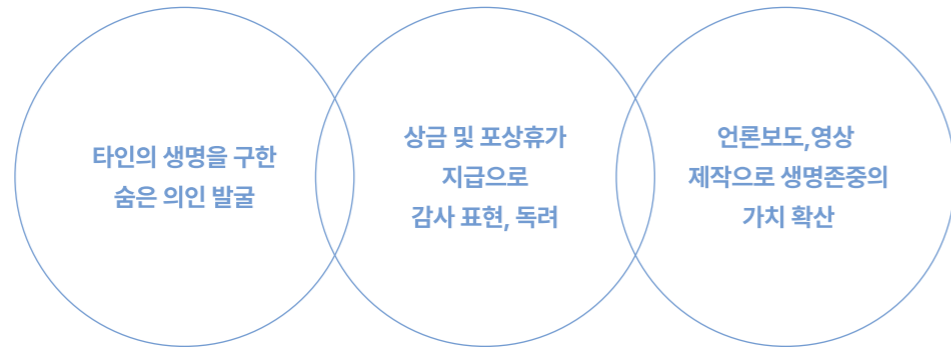 타인의 생명을 구한
숨은 의인 발굴
상금 및 포상휴가
지급으로
감사 표현, 독려
언론보도,영상
제작으로 생명존중의
가치 확산